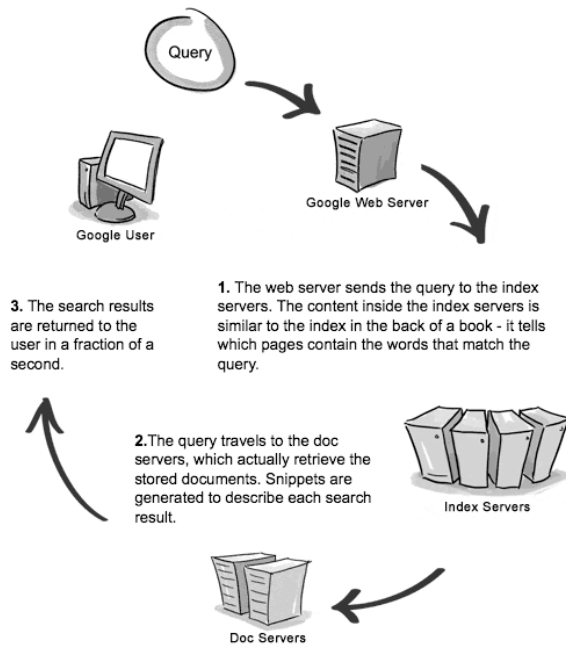 Query
Google Web Server
Google User
1. The web server sends the query to the index
servers. The content inside the index servers is
similar to the index in the back of a book - it tells
which pages contain the words that match the
query.
3. The search results
are returned to the
user in a fraction of a
second.
2.The query travels to the doc
servers, which actually retrieve the
stored documents. Snippets are
generated to describe each search
result.
Index Servers
Doc Servers